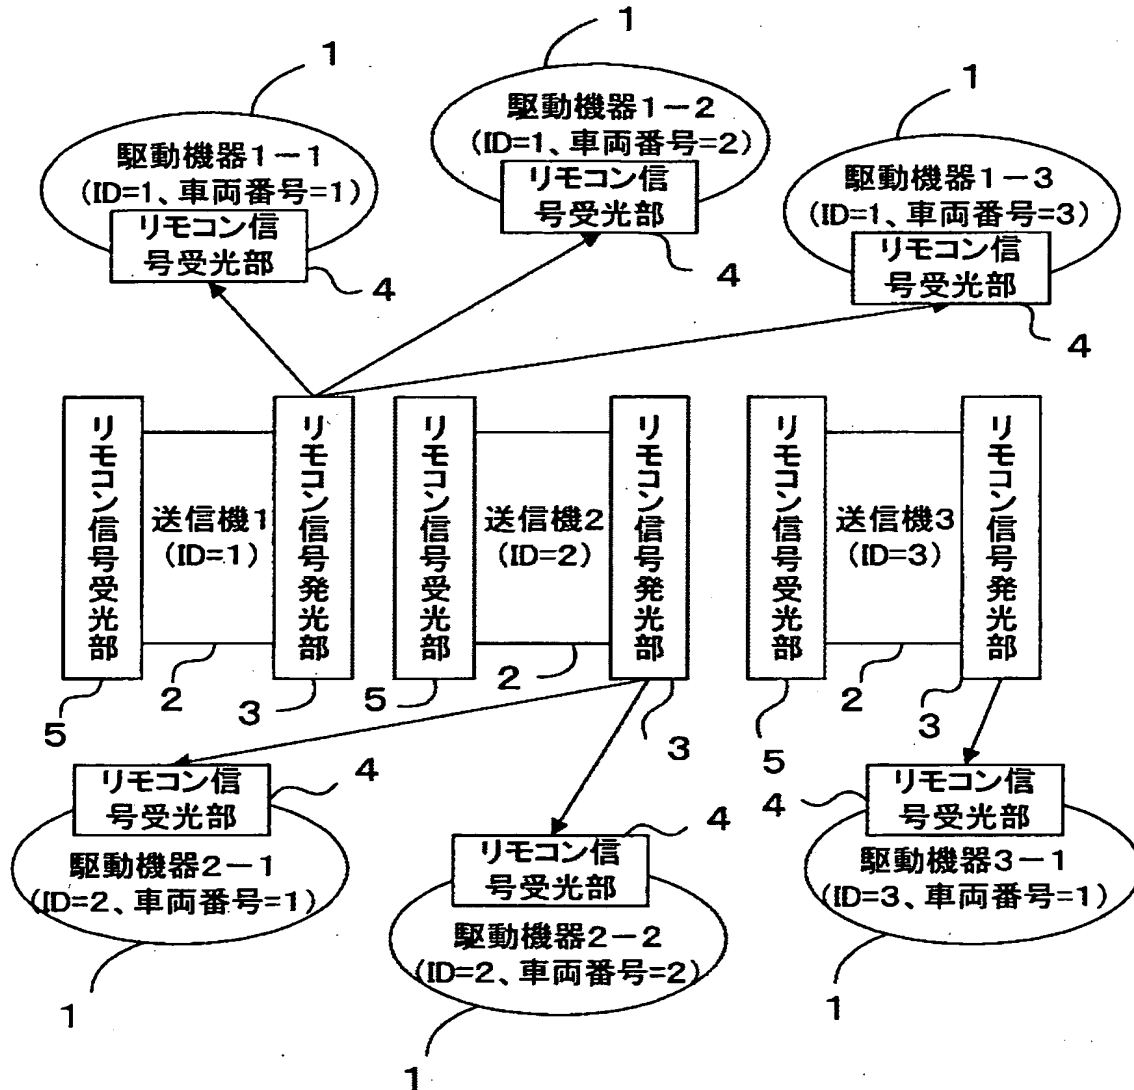 1
駆動機器1−1
(ID=1、車両番号=1)
リモコン信
号受光部
4
1
駆動機器1−2
(ID=1、車両番号=2)
リモコン信
号受光部
4
1
駆動機器1−3
(ID=1、車両番号=3)
リモコン信
号受光部
4
リモコン信号受光部
送信機1
(ID=1)
リモコン信号発光部
5
2
3
リモコン信号受光部
送信機2
(ID=2)
リモコン信号発光部
5
2
3
リモコン信号受光部
送信機3
(ID=3)
リモコン信号発光部
5
2
3
リモコン信
号受光部
4
駆動機器2−1
(ID=2、車両番号=1)
1
リモコン信
号受光部
4
駆動機器2−2
(ID=2、車両番号=2)
1
リモコン信
号受光部
4
駆動機器3−1
(ID=3、車両番号=1)
1